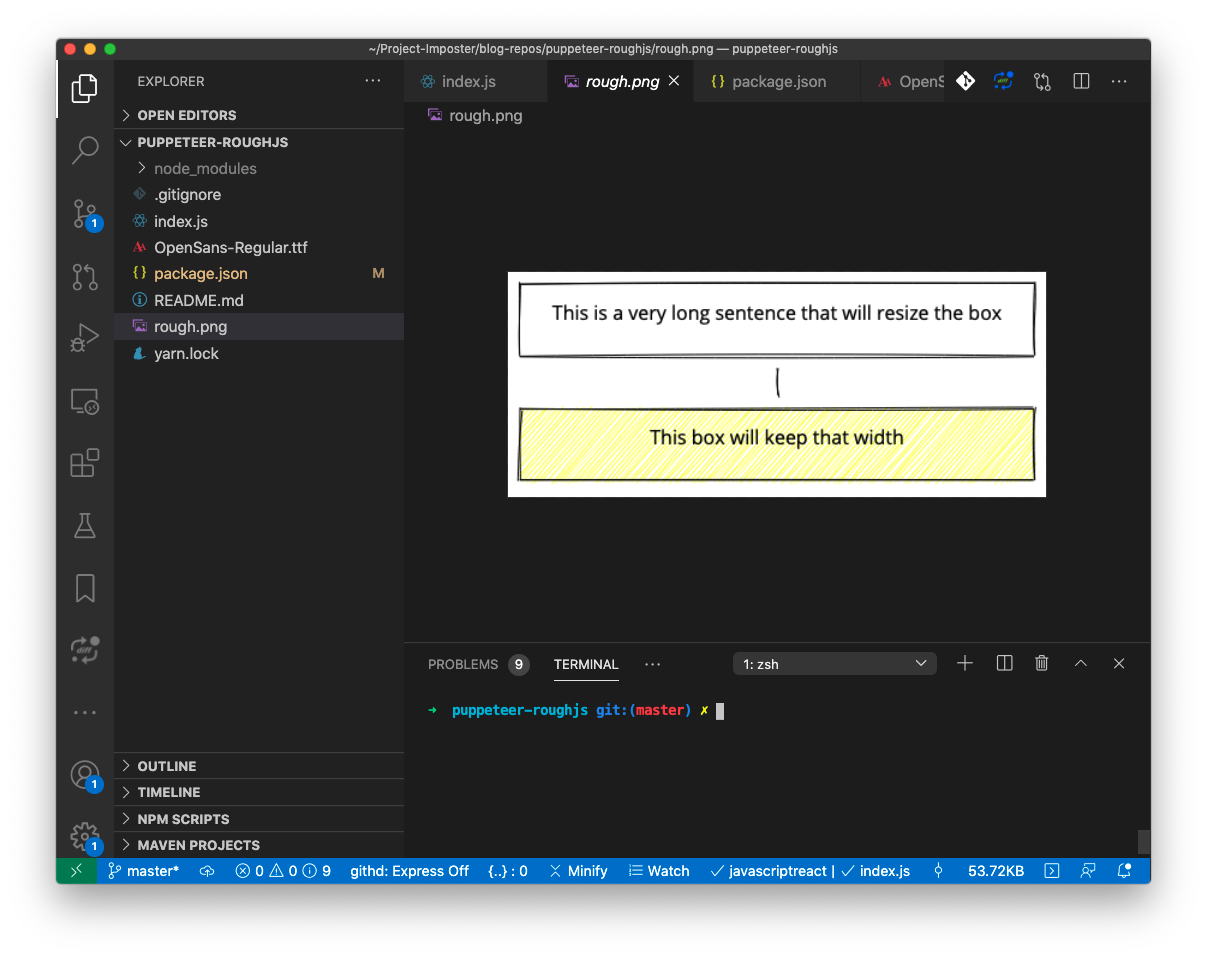 ~/Project-Imposter/blog-repos/puppeteer-roughjs/rough.png — puppeteer-roughjs
EXPLORER
OPEN EDITORS
PUPPETEER-ROUGHJS
node_modules
.gitignore
index.js
OpenSans-Regular.ttf
package.json M
README.md
rough.png
yarn.lock
OUTLINE
TIMELINE
NPM SCRIPTS
MAVEN PROJECTS
1
1
1
index.js rough.png {} package.json OpenS
rough.png
This is a very long sentence that will resize the box
This box will keep that width
PROBLEMS 9 TERMINAL ··· 1: zsh
➜ puppeteer-roughjs git:(master) ✗
master* 0 0 9 githd: Express Off {..} : 0 Minify Watch ✓ javascriptreact | ✓ index.js 53.72KB